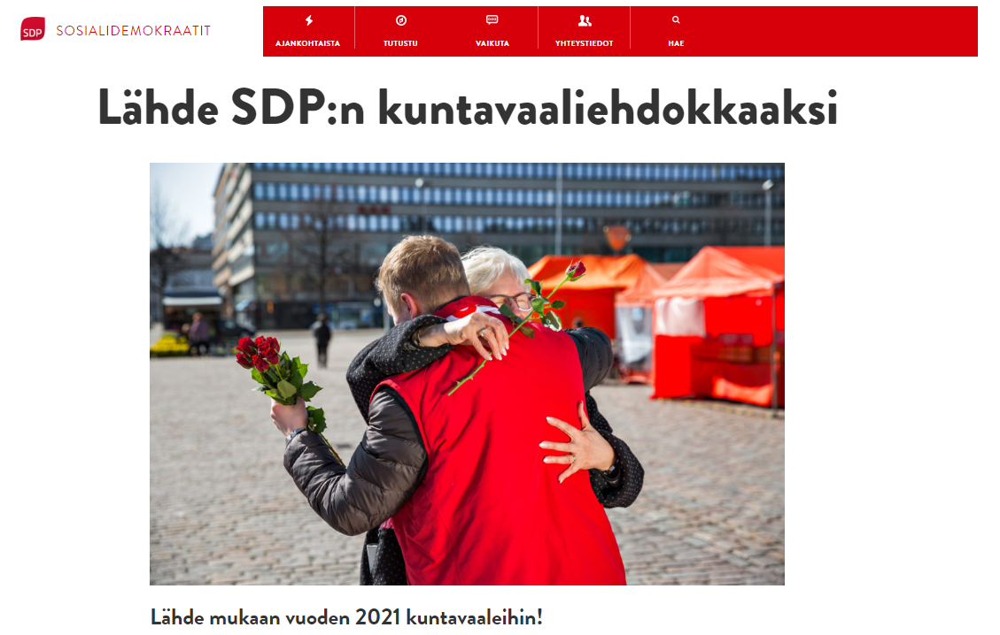 SDP SOSIALIDEMOKRAATIT
AJANKOHTAISTA TUTUSTU VAIKUTA YHTEYSTIEDOT HAE
Lähde SDP:n kuntavaaliehdokkaaksi
Lähde mukaan vuoden 2021 kuntavaaleihin!